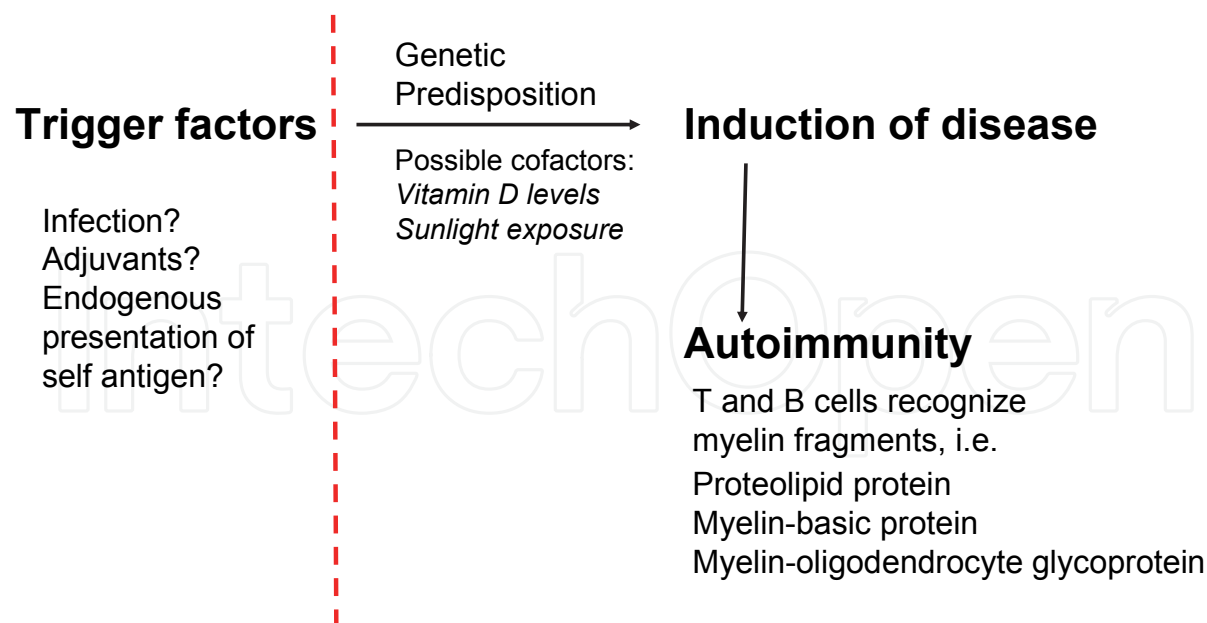 Trigger factors
Infection?
Adjuvants?
Endogenous
presentation of
self antigen?
Genetic
Predisposition
Possible cofactors:
Vitamin D levels
Sunlight exposure
Induction of disease
Autoimmunity
T and B cells recognize
myelin fragments, i.e.
Proteolipid protein
Myelin-basic protein
Myelin-oligodendrocyte glycoprotein
IntechOpen